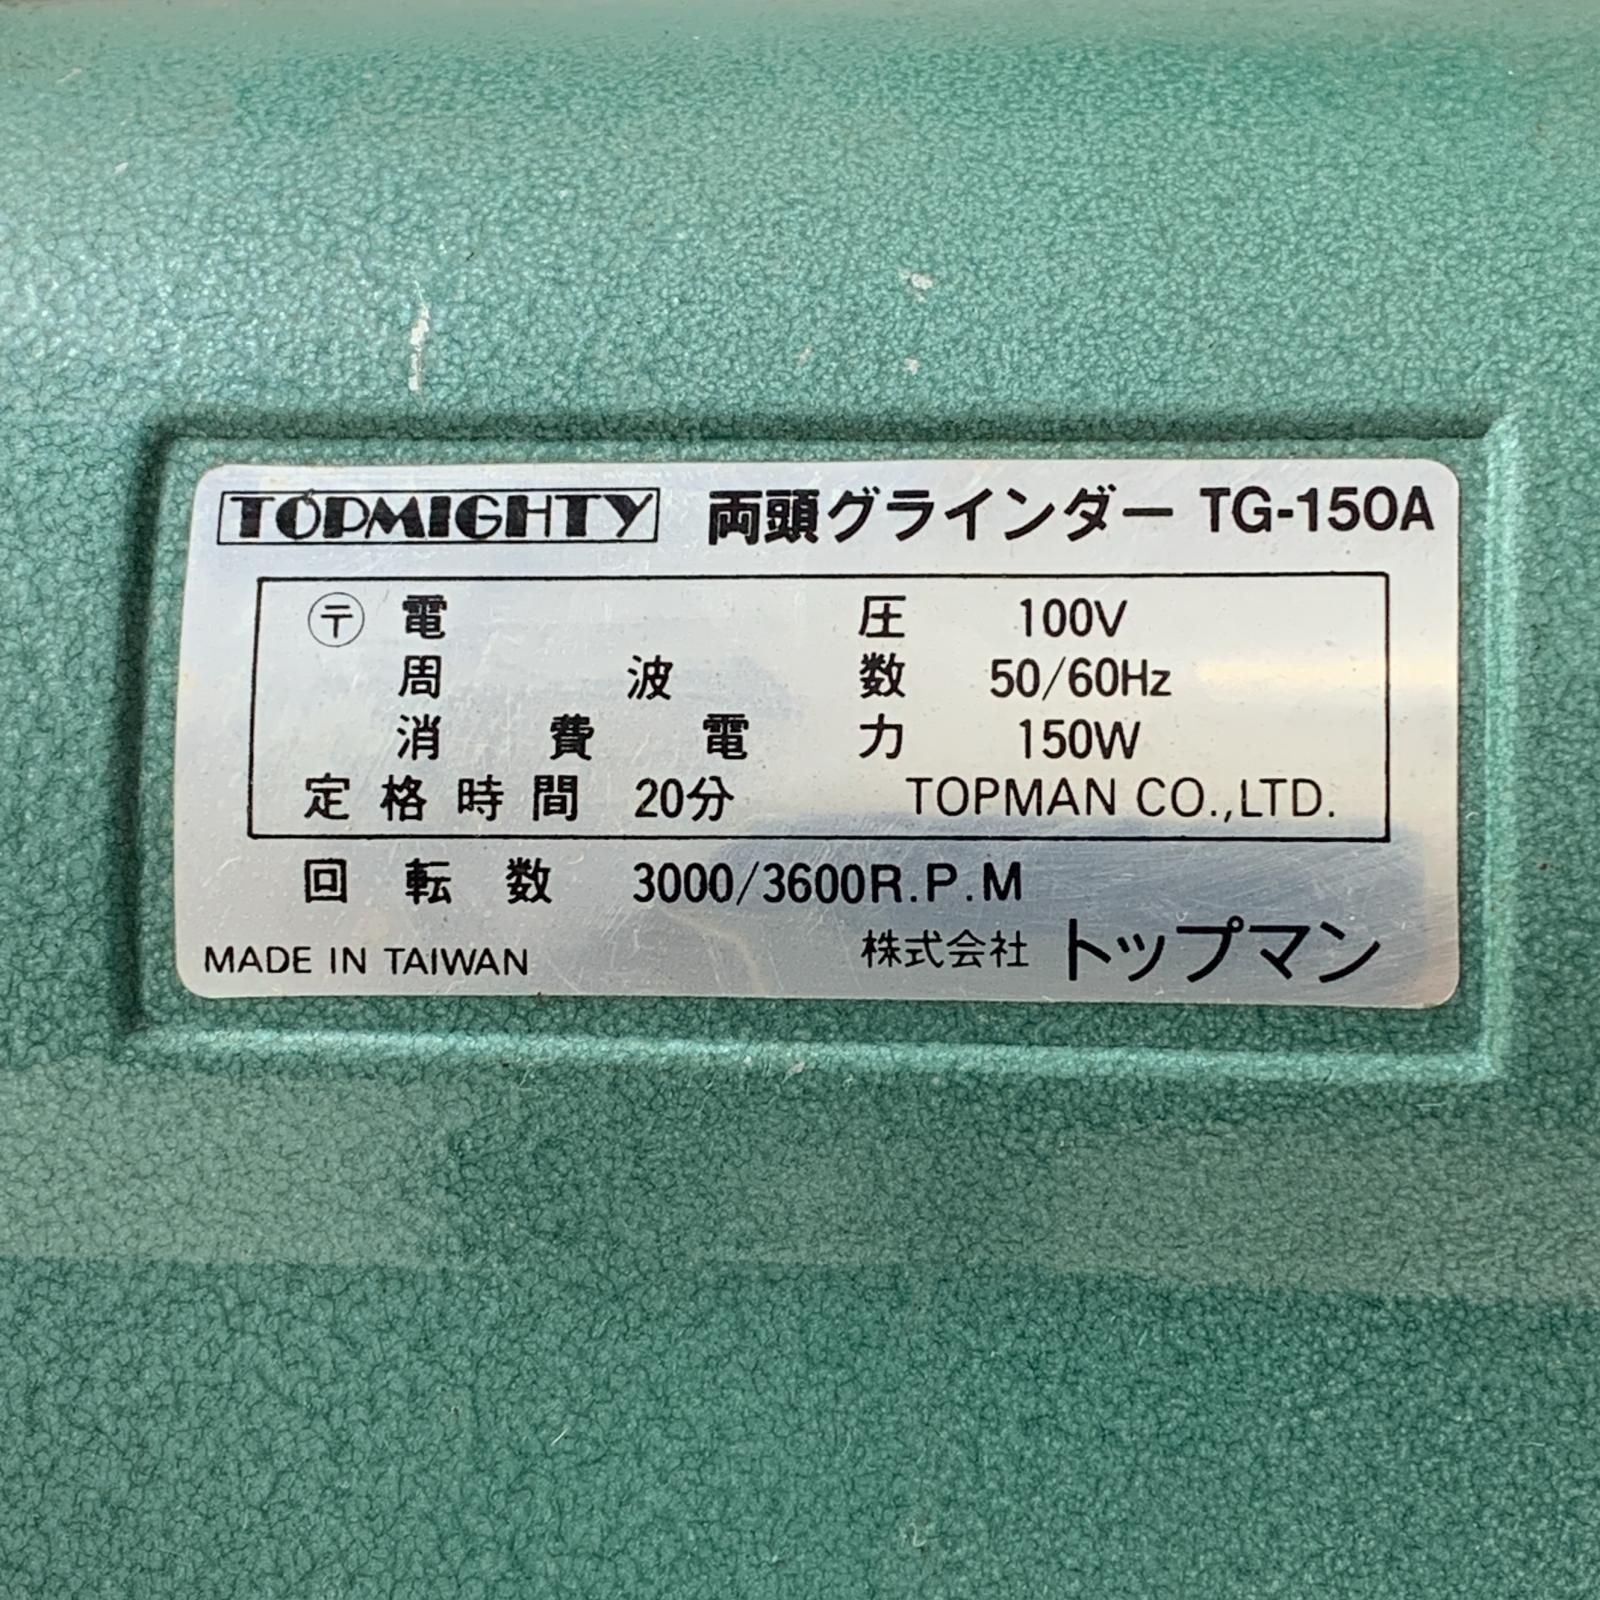 TOPMIGHTY 両頭グラインダー TG-150A
〶 電圧 100V
周波数 50/60Hz
消費電力 150W
定格時間 20分 TOPMAN CO.,LTD.
回転数 3000/3600R.P.M
MADE IN TAIWAN 株式会社 トップマン